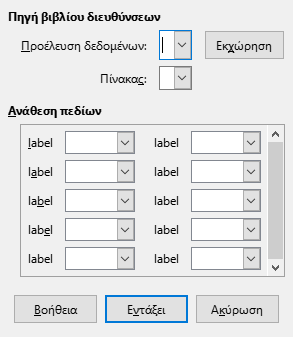 Πηγή βιβλίου διευθύνσεων
Προέλευση δεδομένων:
Εκχώρηση
Πίνακας:
Ανάθεση πεδίων
label label
label label
label label
label label
label label
Βοήθεια Εντάξει Ακύρωση